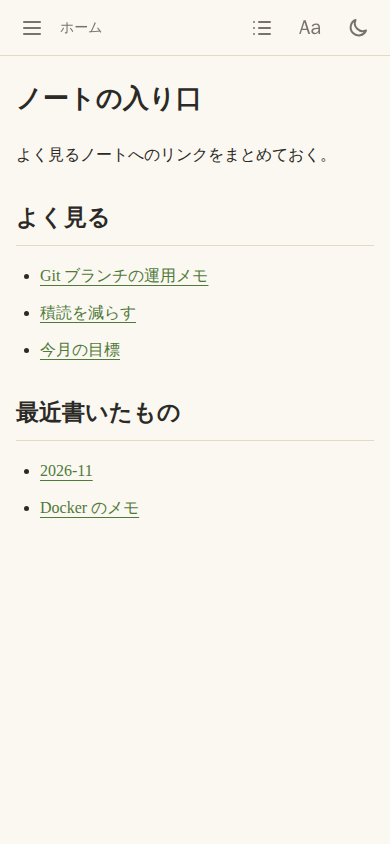 ホーム
Aa
ノートの入り口
よく見るノートへのリンクをまとめておく。
よく見る
Git ブランチの運用メモ
積読を減らす
今月の目標
最近書いたもの
2026-11
Docker のメモ